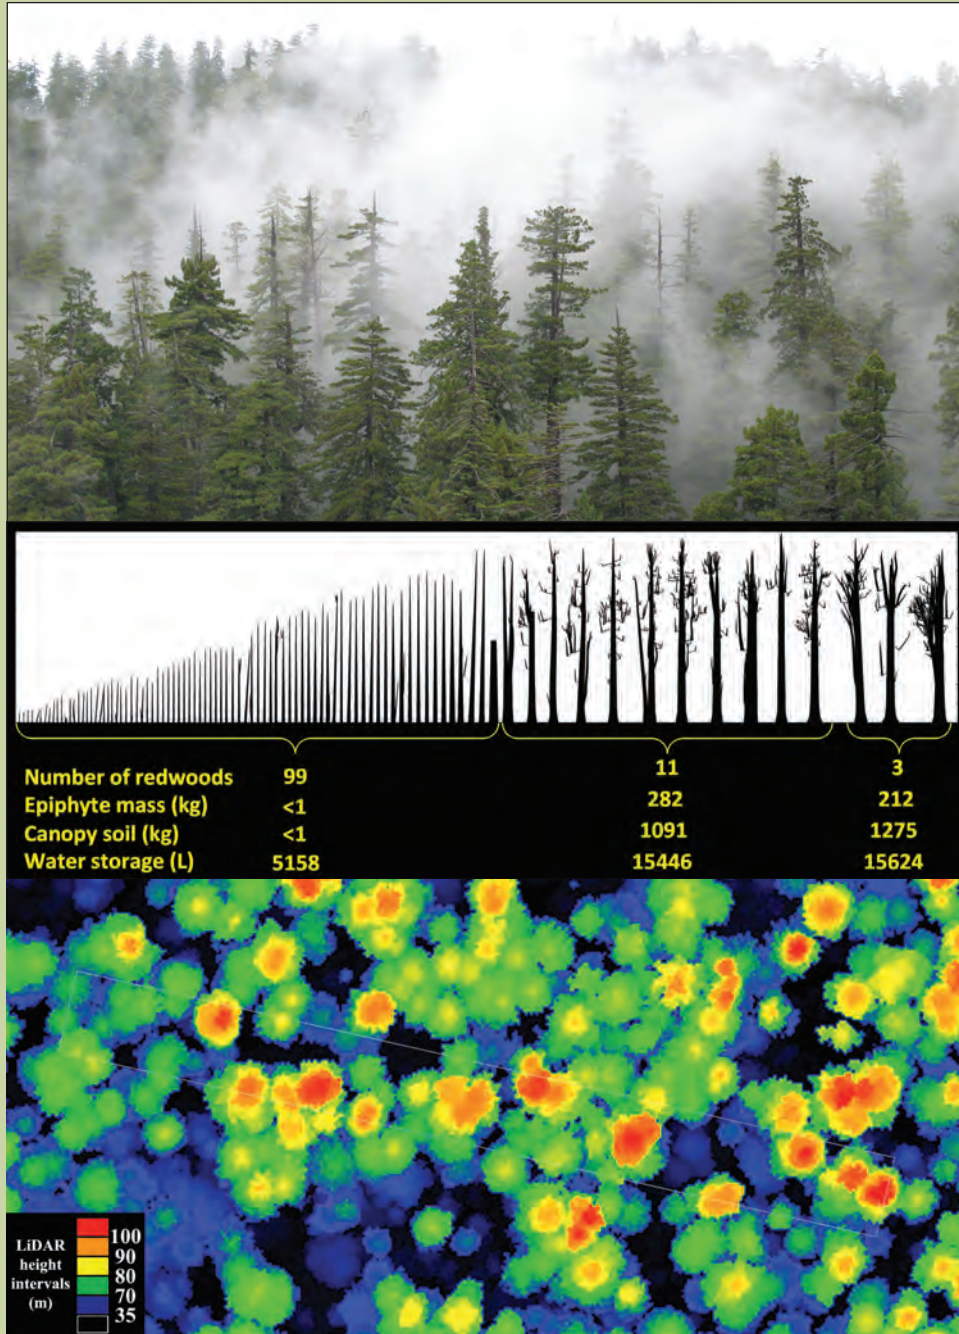 Number of redwoods 99 11 3
Epiphyte mass (kg) <1 282 212
Canopy soil (kg) <1 1091 1275
Water storage (L) 5158 15446 15624
LiDAR
height
intervals
(m)
100
90
80
70
35